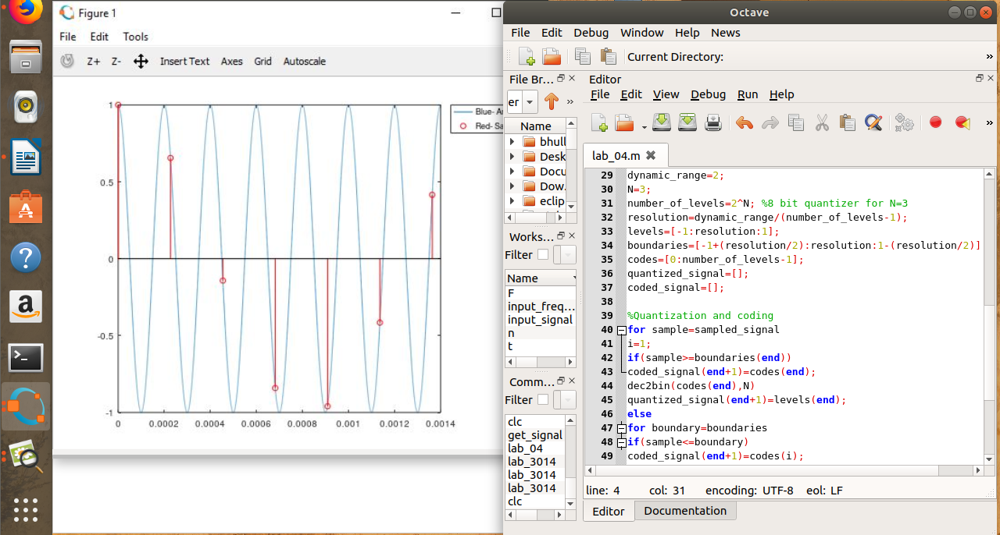 Figure 1
File Edit Tools
Z+ Z- Insert Text Axes Grid Autoscale
1
0.5
0
-0.5
-1
0 0.0002 0.0004 0.0006 0.0008 0.001 0.0012 0.0014
Blue- A
Red- Sa
Octave
File Edit Debug Window Help News
Current Directory:
File Br...
er
Name
bhull
Desk
Docu
Dow.
eclip
Works...
Filter
Name
F
input_freq...
input_signal
n
t
Comm...
Filter
clc
get_signal
lab_04
lab_3014
lab_3014
lab_3014
clc
Editor
File Edit View Debug Run Help
lab_04.m
29 dynamic_range=2;
30 N=3;
31 number_of_levels=2^N; %8 bit quantizer for N=3
32 resolution=dynamic_range/(number_of_levels-1);
33 levels=[-1:resolution:1];
34 boundaries=[-1+(resolution/2):resolution:1-(resolution/2)]
35 codes=[0:number_of_levels-1];
36 quantized_signal=[];
37 coded_signal=[];
38
39 %Quantization and coding
40 for sample=sampled_signal
41 i=1;
42 if(sample>=boundaries(end))
43 coded_signal(end+1)=codes(end);
44 dec2bin(codes(end),N)
45 quantized_signal(end+1)=levels(end);
46 else
47 for boundary=boundaries
48 if(sample<=boundary)
49 coded_signal(end+1)=codes(i);
line: 4 col: 31 encoding: UTF-8 eol: LF
Editor Documentation